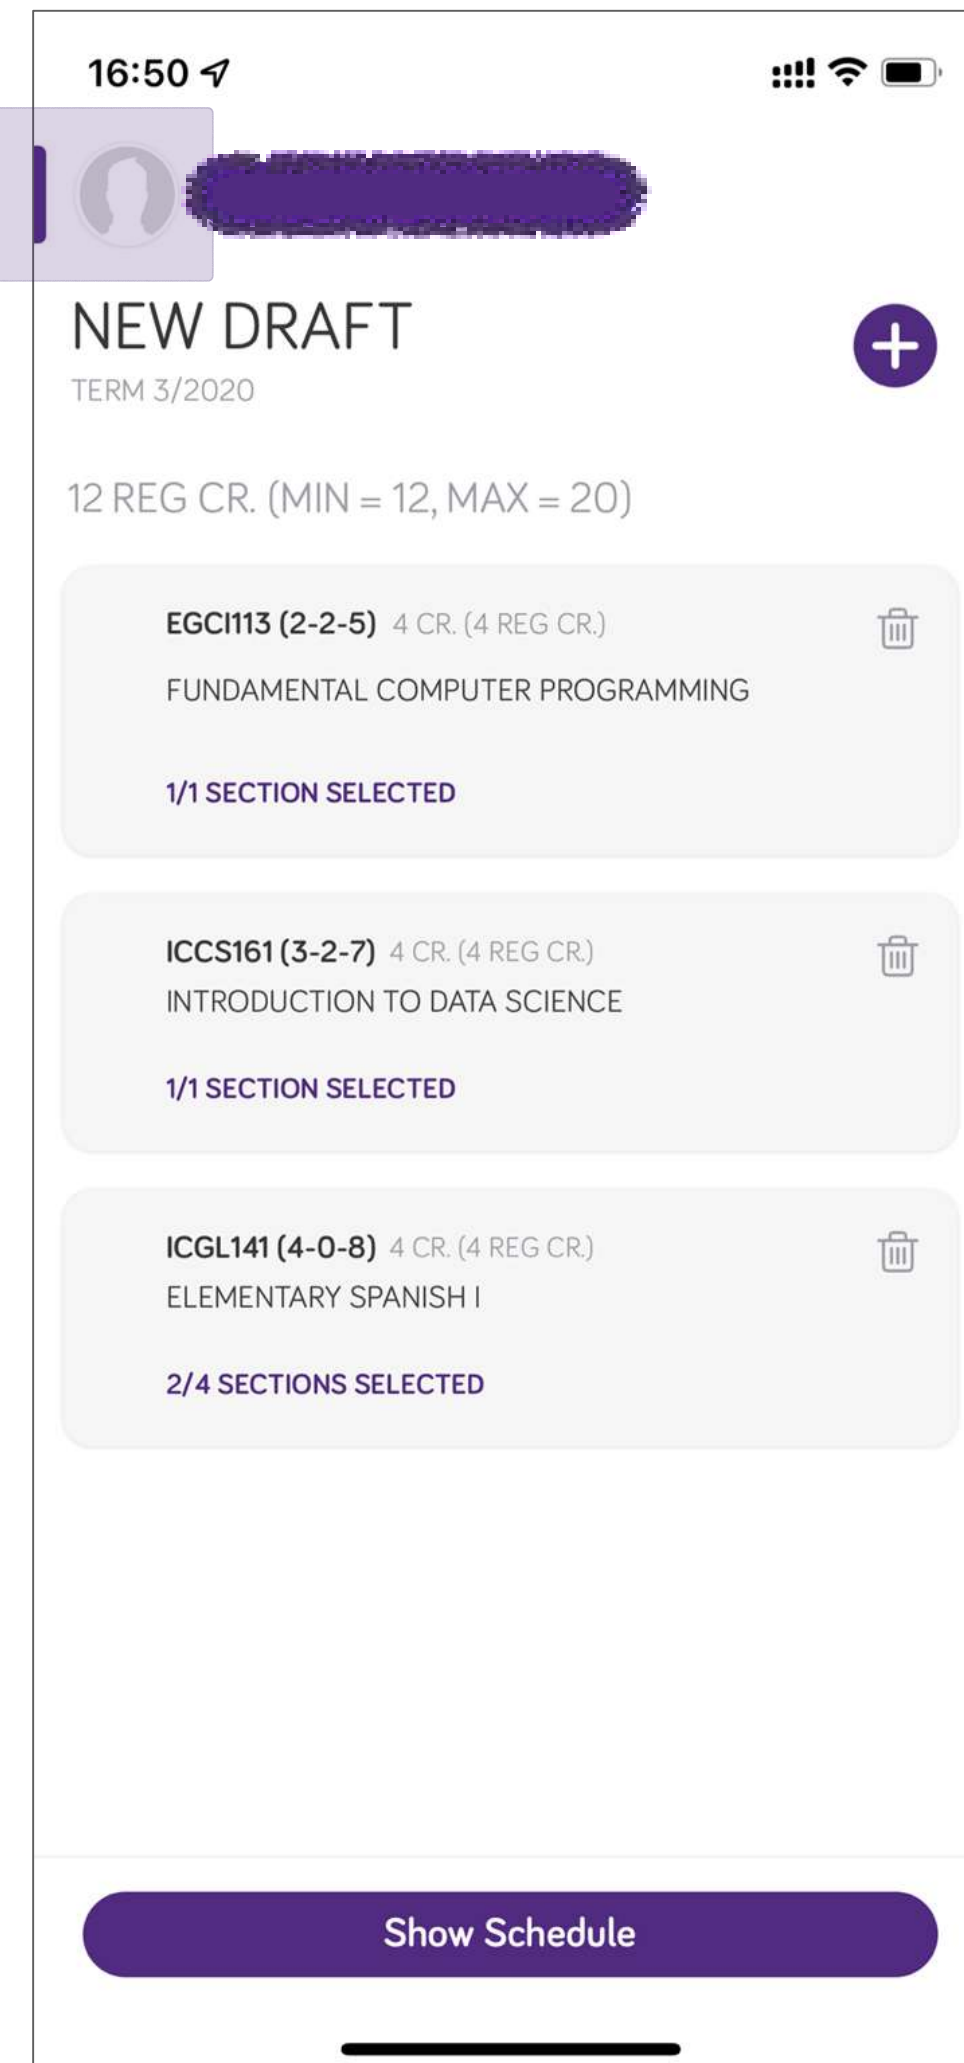 16:50
NEW DRAFT
TERM 3/2020
12 REG CR. (MIN = 12, MAX = 20)
EGCI113 (2-2-5) 4 CR. (4 REG CR.)
FUNDAMENTAL COMPUTER PROGRAMMING
1/1 SECTION SELECTED
ICCS161 (3-2-7) 4 CR. (4 REG CR.)
INTRODUCTION TO DATA SCIENCE
1/1 SECTION SELECTED
ICGL141 (4-0-8) 4 CR. (4 REG CR.)
ELEMENTARY SPANISH I
2/4 SECTIONS SELECTED
Show Schedule